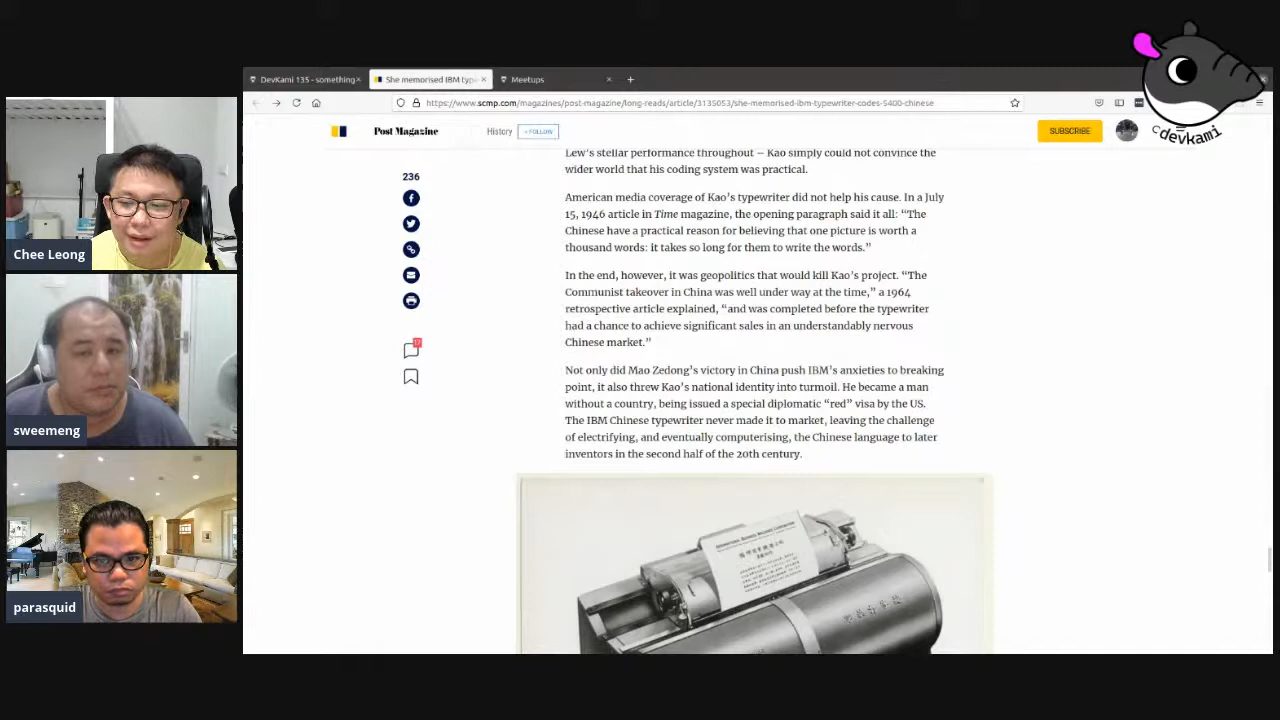 DevKami 135 - something
She memorised IBM type
Meetups
https://www.scmp.com/magazines/post-magazine/long-reads/article/3135053/she-memorised-ibm-typewriter-codes-5400-chinese
devkami
Post Magazine
History
+ FOLLOW
SUBSCRIBE
Chee Leong
sweemeng
parasquid
236
17
Lew's stellar performance throughout – Kao simply could not convince the
wider world that his coding system was practical.
American media coverage of Kao's typewriter did not help his cause. In a July
15, 1946 article in Time magazine, the opening paragraph said it all: “The
Chinese have a practical reason for believing that one picture is worth a
thousand words: it takes so long for them to write the words.”
In the end, however, it was geopolitics that would kill Kao's project. “The
Communist takeover in China was well under way at the time,” a 1964
retrospective article explained, “and was completed before the typewriter
had a chance to achieve significant sales in an understandably nervous
Chinese market.”
Not only did Mao Zedong's victory in China push IBM's anxieties to breaking
point, it also threw Kao's national identity into turmoil. He became a man
without a country, being issued a special diplomatic “red” visa by the US.
The IBM Chinese typewriter never made it to market, leaving the challenge
of electrifying, and eventually computerising, the Chinese language to later
inventors in the second half of the 20th century.